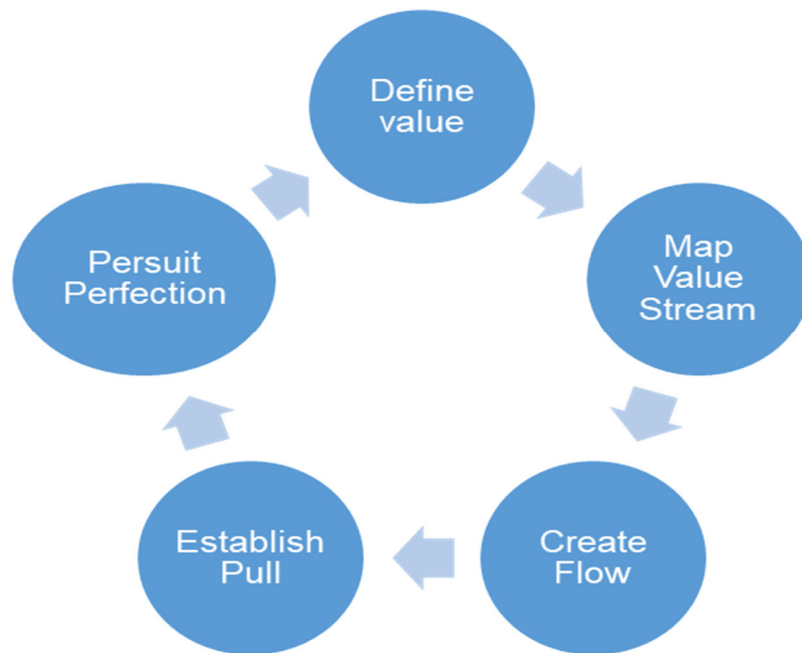 Define
value
Map
Value
Stream
Create
Flow
Establish
Pull
Persuit
Perfection